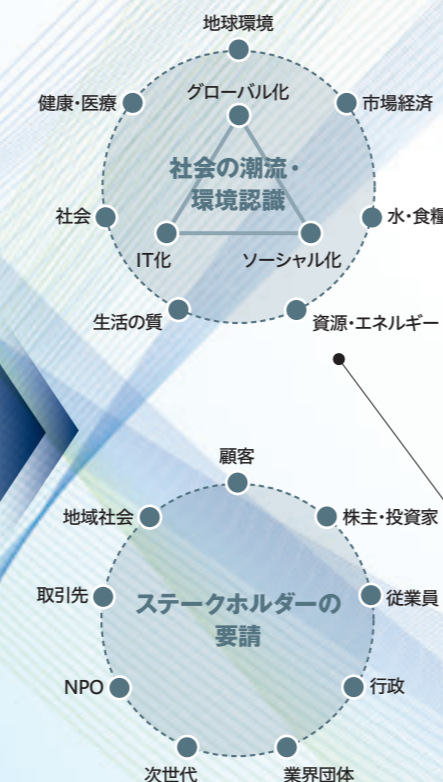 地球環境
グローバル化
健康・医療
市場経済
社会の潮流・
環境認識
社会
水・食糧
IT化
ソーシャル化
生活の質
資源・エネルギー
顧客
地域社会
株主・投資家
取引先
ステークホルダーの
要請
従業員
NPO
行政
次世代
業界団体